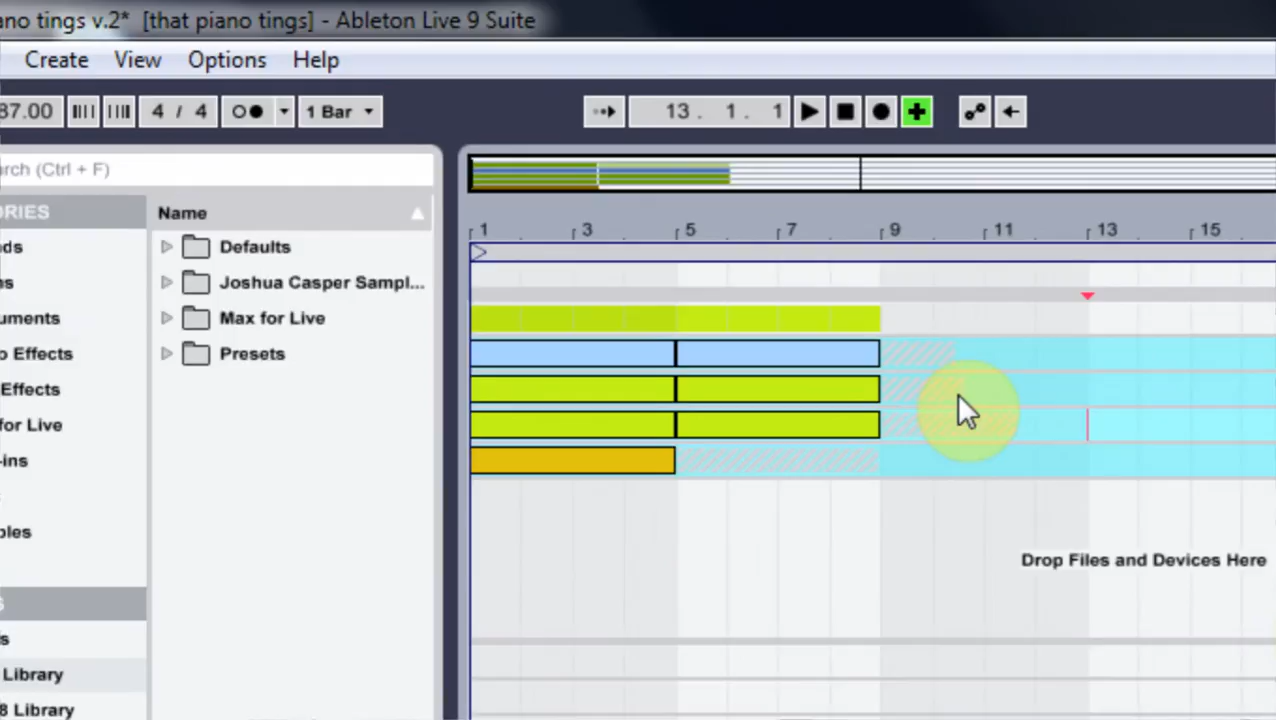 ano tings v.2* [that piano tings] - Ableton Live 9 Suite
Create View Options Help
87.00 4 / 4 1 Bar 13. 1. 1
rch (Ctrl + F)
ORIES Name
1 3 5 7 9 11 13 15
ds Defaults
ns Joshua Casper Sampl...
uments Max for Live
o Effects Presets
Effects
for Live
-ins
ples
Drop Files and Devices Here
S
s
Library
8 Library